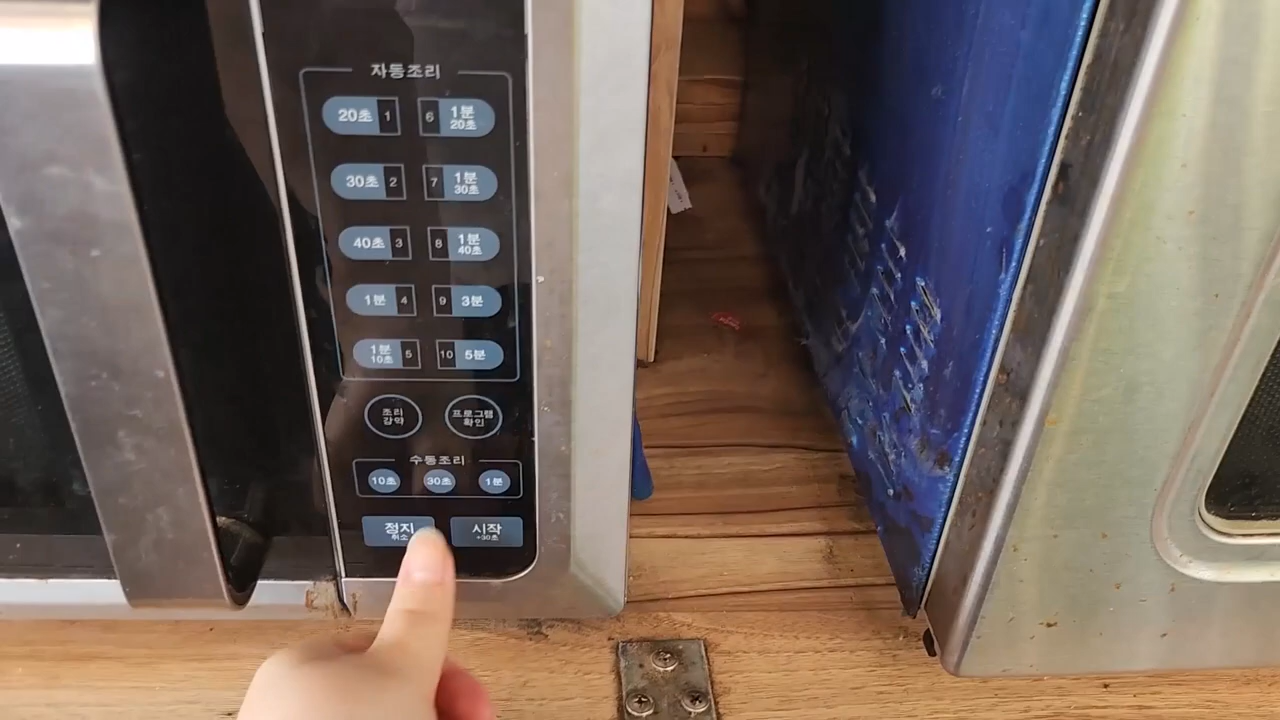 자동조리
20초 1
6 1분 20초
30초 2
7 1분 30초
40초 3
8 1분 40초
1분 4
9 3분
1분 10초 5
10 5분
조리 강약
프로그램 확인
수동조리
10초 30초 1분
정지 취소
시작 +30초